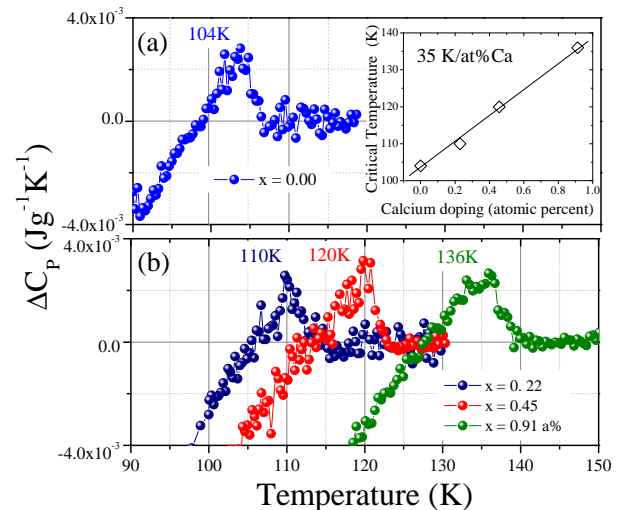 4.0x10⁻³
0.0
-4.0x10⁻³
(a)
104K
x = 0.00
140
130
120
110
100
0.0 0.2 0.4 0.6 0.8 1.0
Critical Temperature (K)
Calcium doping (atomic percent)
35 K/at%Ca
ΔC_P (Jg⁻¹K⁻¹)
4.0x10⁻³
0.0
-4.0x10⁻³
(b)
110K 120K 136K
x = 0. 22
x = 0.45
x = 0.91 a%
90 100 110 120 130 140 150
Temperature (K)